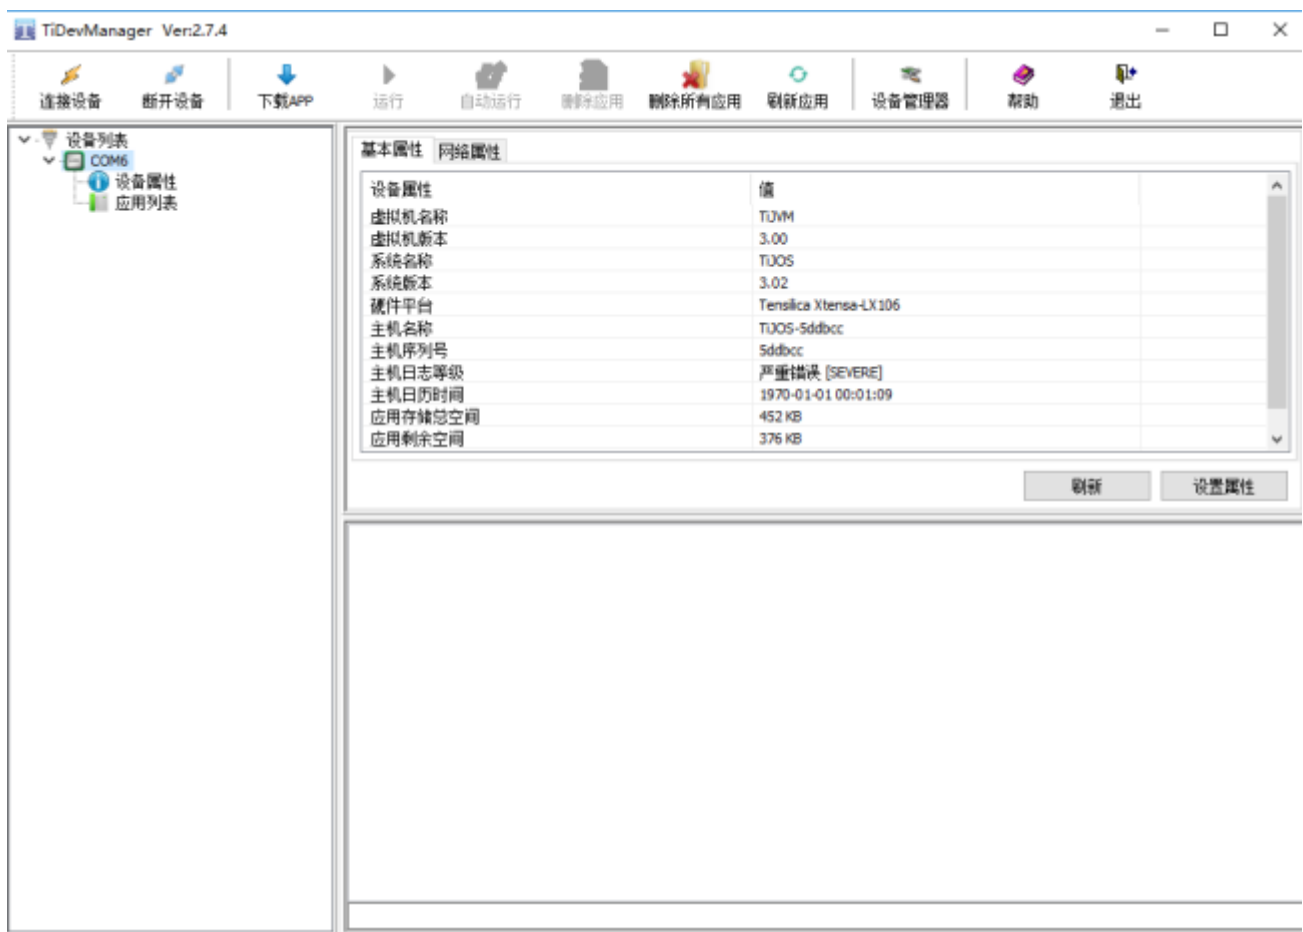 TiDevManager Ver:2.7.4
连接设备 断开设备 下载APP 运行 自动运行 删除应用 删除所有应用 刷新应用 设备管理器 帮助 退出
设备列表
COM6
设备属性
应用列表
基本属性 网络属性
设备属性 值
虚拟机名称 TiJVM
虚拟机版本 3.00
系统名称 TiJOS
系统版本 3.02
硬件平台 Tensilica Xtensa-LX106
主机名称 TiJOS-5ddbcc
主机序列号 5ddbcc
主机日志等级 严重错误 [SEVERE]
主机日历时间 1970-01-01 00:01:09
应用存储总空间 452 KB
应用剩余空间 376 KB
刷新 设置属性